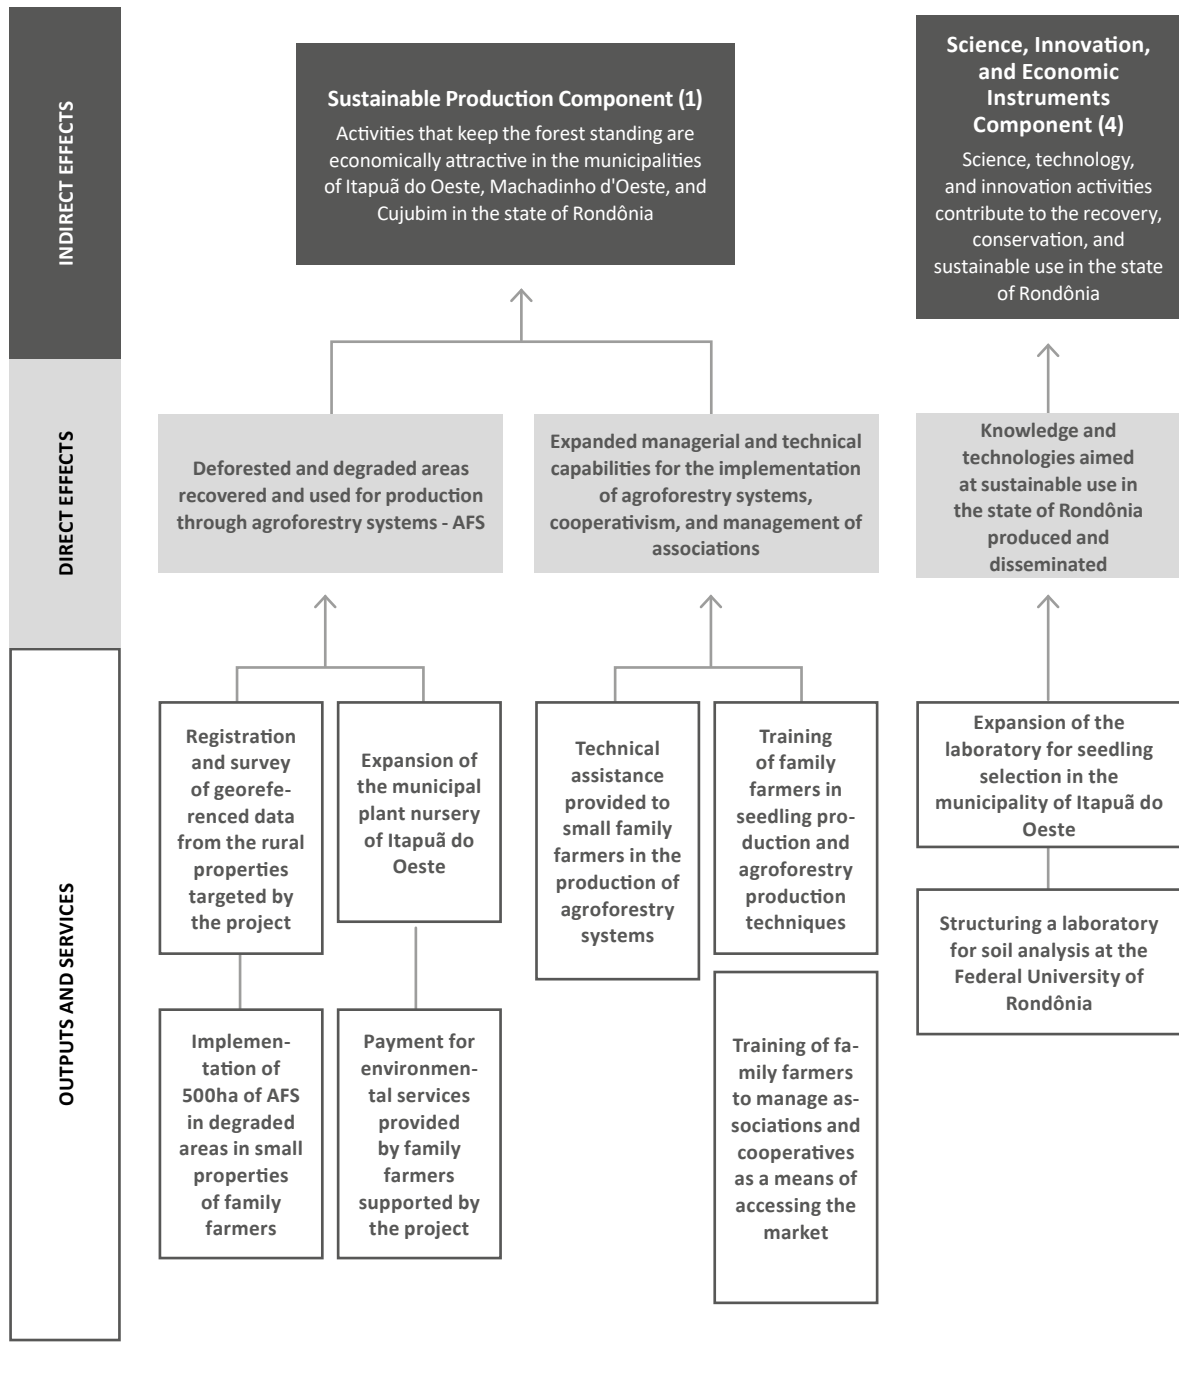 INDIRECT EFFECTS
Sustainable Production Component (1)
Activities that keep the forest standing are
economically attractive in the municipalities
of Itapuã do Oeste, Machadinho d'Oeste, and
Cujubim in the state of Rondônia
Science, Innovation,
and Economic
Instruments
Component (4)
Science, technology,
and innovation activities
contribute to the recovery,
conservation, and
sustainable use in the state
of Rondônia
DIRECT EFFECTS
Deforested and degraded areas
recovered and used for production
through agroforestry systems - AFS
Expanded managerial and technical
capabilities for the implementation
of agroforestry systems,
cooperativism, and management of
associations
Knowledge and
technologies aimed
at sustainable use in
the state of Rondônia
produced and
disseminated
OUTPUTS AND SERVICES
Registration
and survey
of georefe-
renced data
from the rural
properties
targeted by
the project
Expansion of
the municipal
plant nursery
of Itapuã do
Oeste
Technical
assistance
provided to
small family
farmers in the
production of
agroforestry
systems
Training
of family
farmers in
seedling pro-
duction and
agroforestry
production
techniques
Expansion of the
laboratory for seedling
selection in the
municipality of Itapuã do
Oeste
Structuring a laboratory
for soil analysis at the
Federal University of
Rondônia
Implemen-
tation of
500ha of AFS
in degraded
areas in small
properties
of family
farmers
Payment for
environmen-
tal services
provided
by family
farmers
supported by
the project
Training of fa-
mily farmers
to manage as-
sociations and
cooperatives
as a means of
accessing the
market